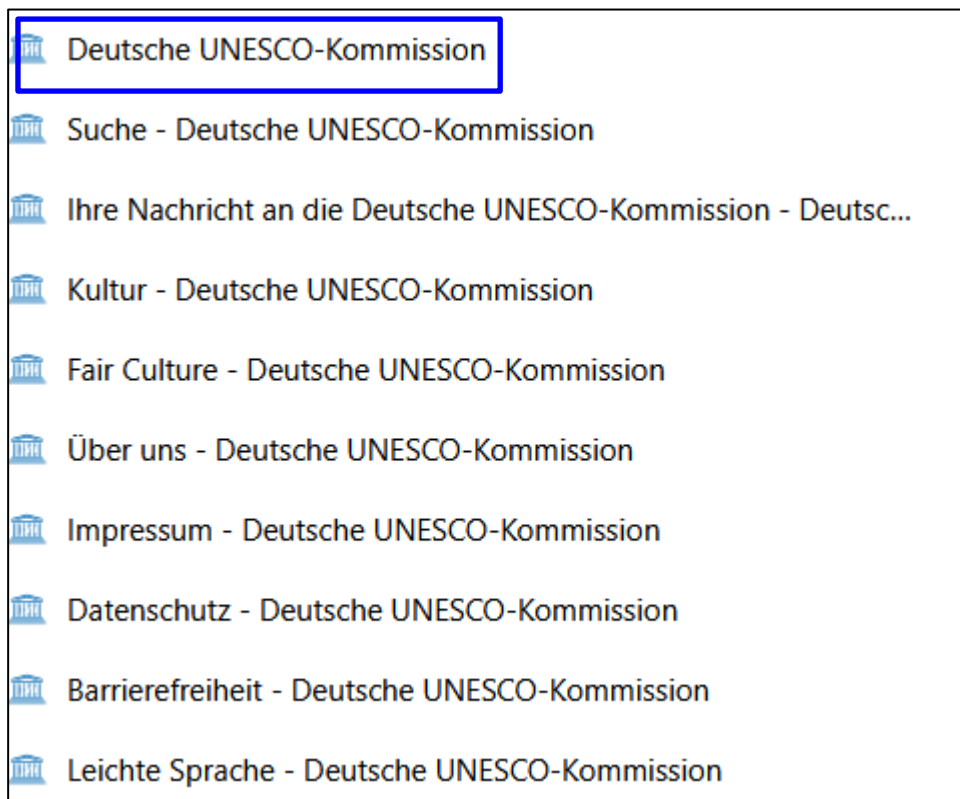 Deutsche UNESCO-Kommission
Suche - Deutsche UNESCO-Kommission
Ihre Nachricht an die Deutsche UNESCO-Kommission - Deutsc...
Kultur - Deutsche UNESCO-Kommission
Fair Culture - Deutsche UNESCO-Kommission
Über uns - Deutsche UNESCO-Kommission
Impressum - Deutsche UNESCO-Kommission
Datenschutz - Deutsche UNESCO-Kommission
Barrierefreiheit - Deutsche UNESCO-Kommission
Leichte Sprache - Deutsche UNESCO-Kommission